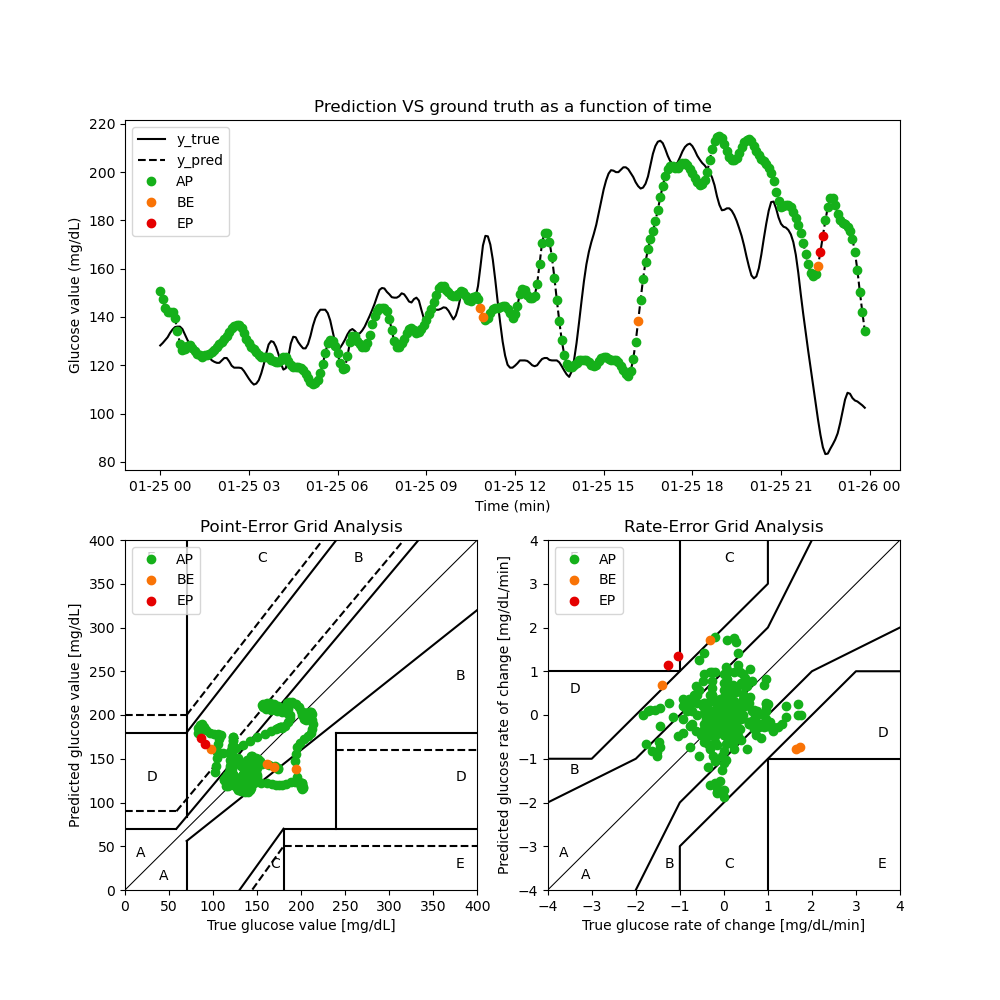 Prediction VS ground truth as a function of time
Glucose value (mg/dL)
220
200
180
160
140
120
100
80
y_true
y_pred
AP
BE
EP
01-25 00 01-25 03 01-25 06 01-25 09 01-25 12 01-25 15 01-25 18 01-25 21 01-26 00
Time (min)
Point-Error Grid Analysis
Predicted glucose value [mg/dL]
400
350
300
250
200
150
100
50
0
AP
BE
EP
C
B
B
D
D
A
A
C
E
0 50 100 150 200 250 300 350 400
True glucose value [mg/dL]
Rate-Error Grid Analysis
Predicted glucose rate of change [mg/dL/min]
4
3
2
1
0
−1
−2
−3
−4
AP
BE
EP
C
D
D
B
A
A
B
C
E
−4 −3 −2 −1 0 1 2 3 4
True glucose rate of change [mg/dL/min]